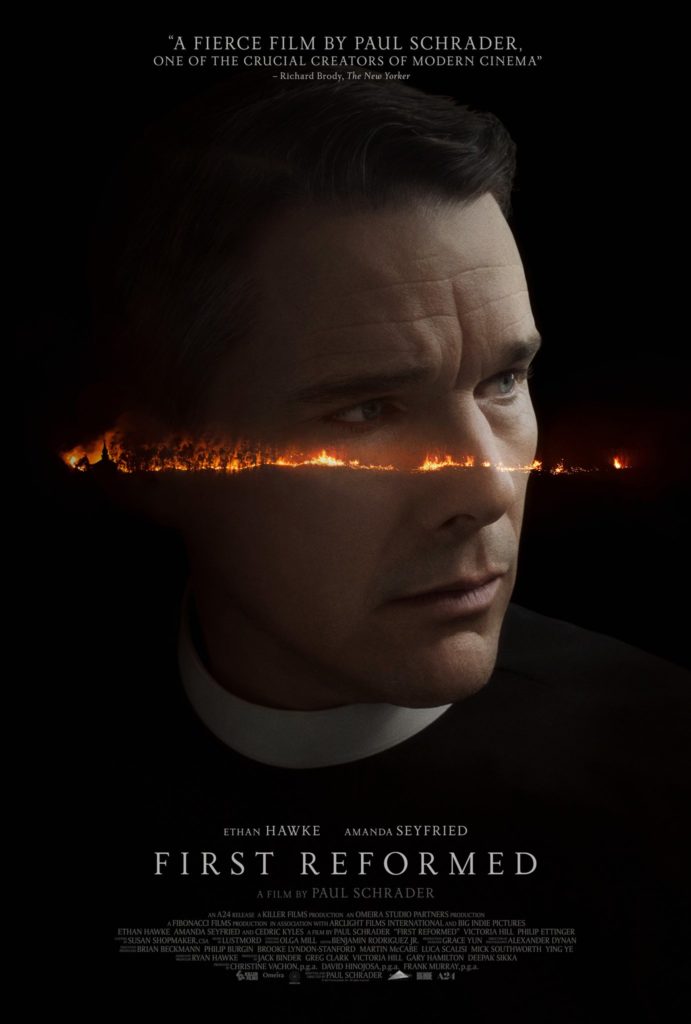 “A FIERCE FILM BY PAUL SCHRADER,
ONE OF THE CRUCIAL CREATORS OF MODERN CINEMA”
– Richard Brody, The New Yorker
ETHAN HAWKE AMANDA SEYFRIED
FIRST REFORMED
A FILM BY PAUL SCHRADER
AN A24 RELEASE A KILLER FILMS PRODUCTION AN OMEIRA STUDIO PARTNERS PRODUCTION
A FIBONACCI FILMS PRODUCTION IN ASSOCIATION WITH ARCLIGHT FILMS INTERNATIONAL AND BIG INDIE PICTURES
ETHAN HAWKE AMANDA SEYFRIED AND CEDRIC KYLES A FILM BY PAUL SCHRADER “FIRST REFORMED” VICTORIA HILL PHILIP ETTINGER
SUSAN SHOPMAKER, CSA LUSTMORD OLGA MILL BENJAMIN RODRIGUEZ JR. GRACE YUN ALEXANDER DYNAN
BRIAN BECKMANN PHILIP BURGIN BROOKE LYNDON-STANFORD MARTIN McCABE LUCA SCALISI MICK SOUTHWORTH YING YE
RYAN HAWKE JACK BINDER GREG CLARK VICTORIA HILL GARY HAMILTON DEEPAK SIKKA
CHRISTINE VACHON, p.g.a. DAVID HINOJOSA, p.g.a. FRANK MURRAY, p.g.a.
Omeira PAUL SCHRADER A24